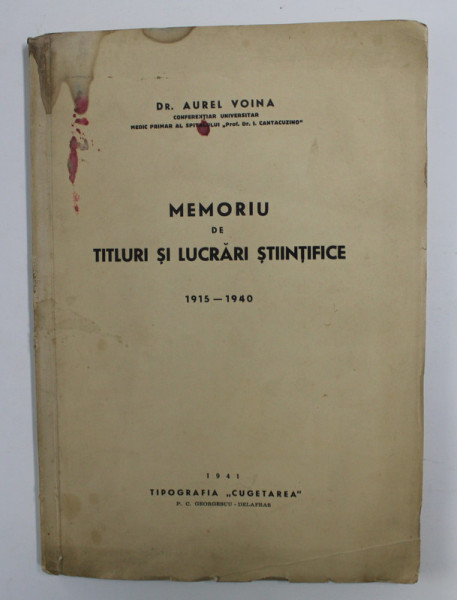 Dr. AUREL VOINA
CONFERENȚIAR UNIVERSITAR
MEDIC PRIMAR AL SPITALULUI „Prof. Dr. I. CANTACUZINO"
MEMORIU
DE
TITLURI ȘI LUCRĂRI ȘTIINȚIFICE
1915 — 1940
1941
TIPOGRAFIA „CUGETAREA"
P. C. GEORGESCU - DELAFRAS